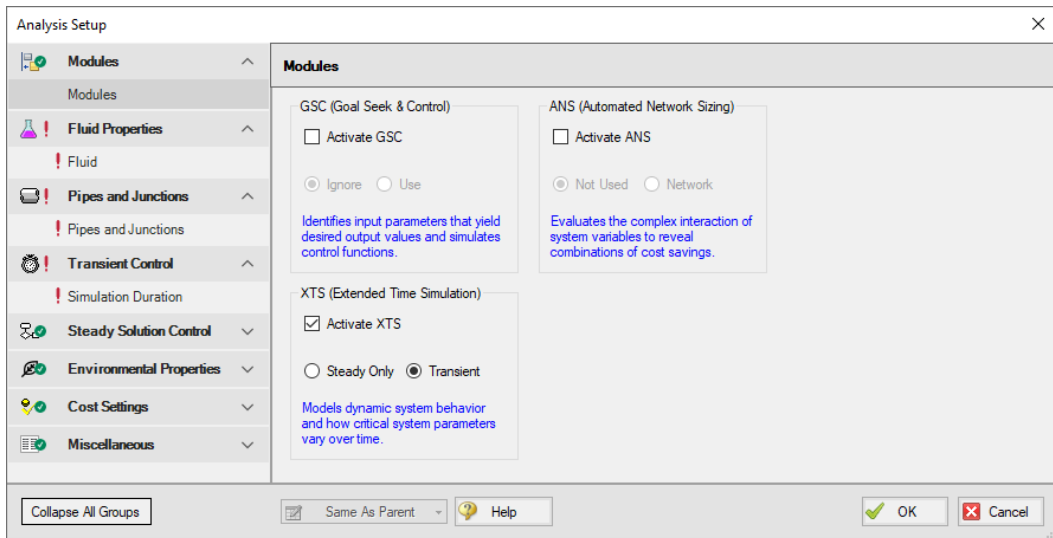 Analysis Setup
Modules
Modules
Fluid Properties
Fluid
Pipes and Junctions
Pipes and Junctions
Transient Control
Simulation Duration
Steady Solution Control
Environmental Properties
Cost Settings
Miscellaneous
Modules
GSC (Goal Seek & Control)
Activate GSC
Ignore
Use
Identifies input parameters that yield
desired output values and simulates
control functions.
ANS (Automated Network Sizing)
Activate ANS
Not Used
Network
Evaluates the complex interaction of
system variables to reveal
combinations of cost savings.
XTS (Extended Time Simulation)
Activate XTS
Steady Only
Transient
Models dynamic system behavior
and how critical system parameters
vary over time.
Collapse All Groups
Same As Parent
Help
OK
Cancel